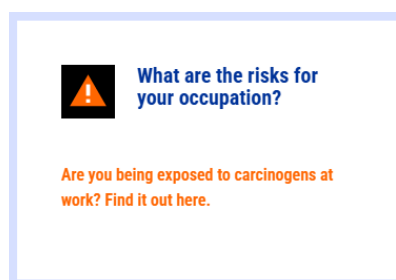 What are the risks for
your occupation?
Are you being exposed to carcinogens at
work? Find it out here.